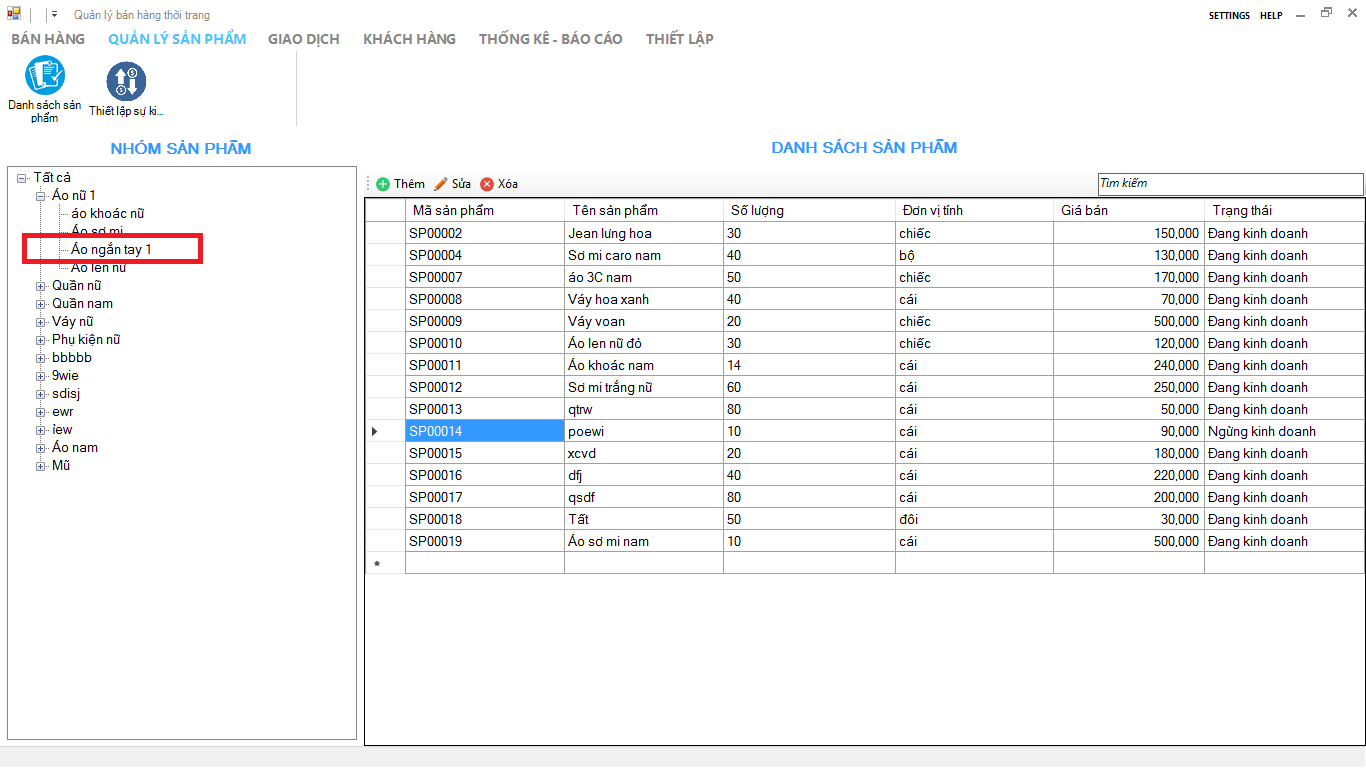 Quản lý bán hàng thời trang
SETTINGS HELP
BÁN HÀNG QUẢN LÝ SẢN PHẨM GIAO DỊCH KHÁCH HÀNG THỐNG KÊ - BÁO CÁO THIẾT LẬP
Danh sách sản
phẩm
Thiết lập sự ki...
NHÓM SẢN PHẨM
Tất cả
Áo nữ 1
áo khoác nữ
Áo sơ mi
Áo ngắn tay 1
Áo len nữ
Quần nữ
Quần nam
Váy nữ
Phụ kiện nữ
bbbbb
9wie
sdisj
ewr
iew
Áo nam
Mũ
DANH SÁCH SẢN PHẨM
Thêm Sửa Xóa
Tìm kiếm
Mã sản phẩm Tên sản phẩm Số lượng Đơn vị tính Giá bán Trạng thái
SP00002 Jean lưng hoa 30 chiếc 150,000 Đang kinh doanh
SP00004 Sơ mi caro nam 40 bộ 130,000 Đang kinh doanh
SP00007 áo 3C nam 50 chiếc 170,000 Đang kinh doanh
SP00008 Váy hoa xanh 40 cái 70,000 Đang kinh doanh
SP00009 Váy voan 20 chiếc 500,000 Đang kinh doanh
SP00010 Áo len nữ đỏ 30 chiếc 120,000 Đang kinh doanh
SP00011 Áo khoác nam 14 cái 240,000 Đang kinh doanh
SP00012 Sơ mi trắng nữ 60 cái 250,000 Đang kinh doanh
SP00013 qtrw 80 cái 50,000 Đang kinh doanh
SP00014 poewi 10 cái 90,000 Ngừng kinh doanh
SP00015 xcvd 20 cái 180,000 Đang kinh doanh
SP00016 dfj 40 cái 220,000 Đang kinh doanh
SP00017 qsdf 80 cái 200,000 Đang kinh doanh
SP00018 Tất 50 đôi 30,000 Đang kinh doanh
SP00019 Áo sơ mi nam 10 cái 500,000 Đang kinh doanh